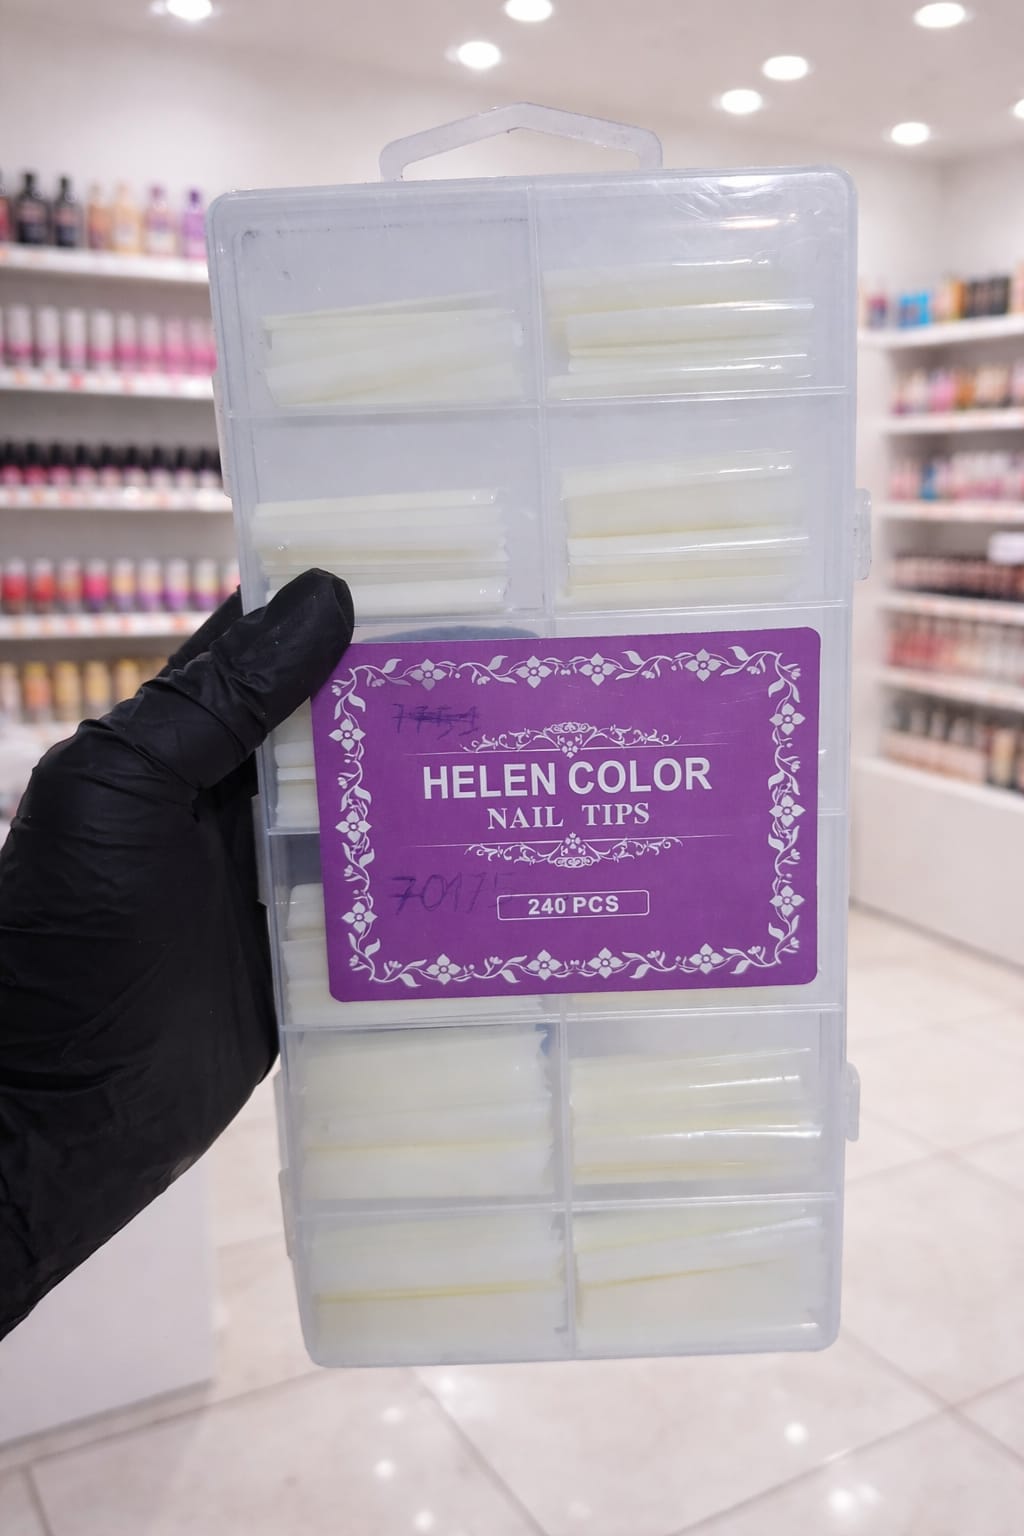 HELEN COLOR
NAIL TIPS
70175
240 PCS